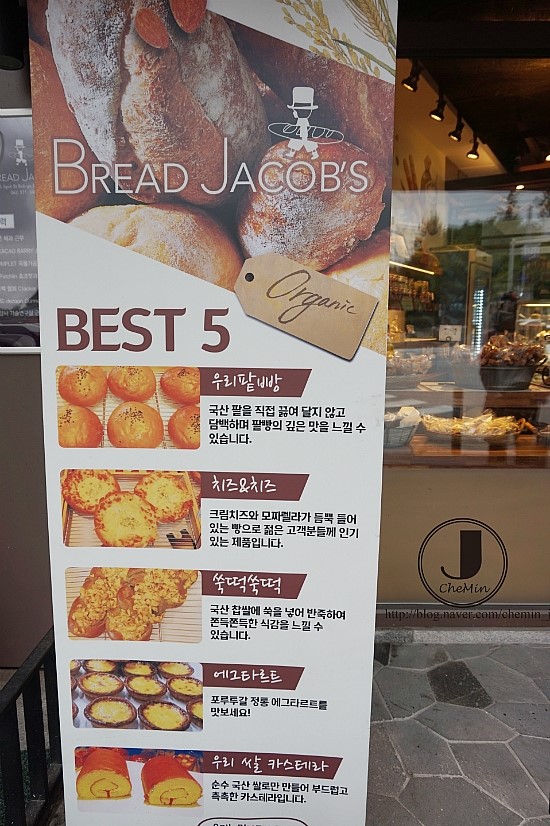 BREAD JACOB'S
Organic
BEST 5
우리팥빵
국산 팥을 직접 끓여 달지 않고
담백하며 팥빵의 깊은 맛을 느낄 수
있습니다.
치즈&치즈
크림치즈와 모짜렐라가 듬뿍 들어
있는 빵으로 젊은 고객분들께 인기
있는 제품입니다.
쑥떡쑥떡
국산 찹쌀에 쑥을 넣어 반죽하여
쫀득쫀득한 식감을 느낄 수
있습니다.
에그타르트
포루투갈 정통 에그타르트를
맛보세요!
우리 쌀 카스테라
순수 국산 쌀로만 만들어 부드럽고
촉촉한 카스테라입니다.
J
CheMin
http://blog.naver.com/chemin_